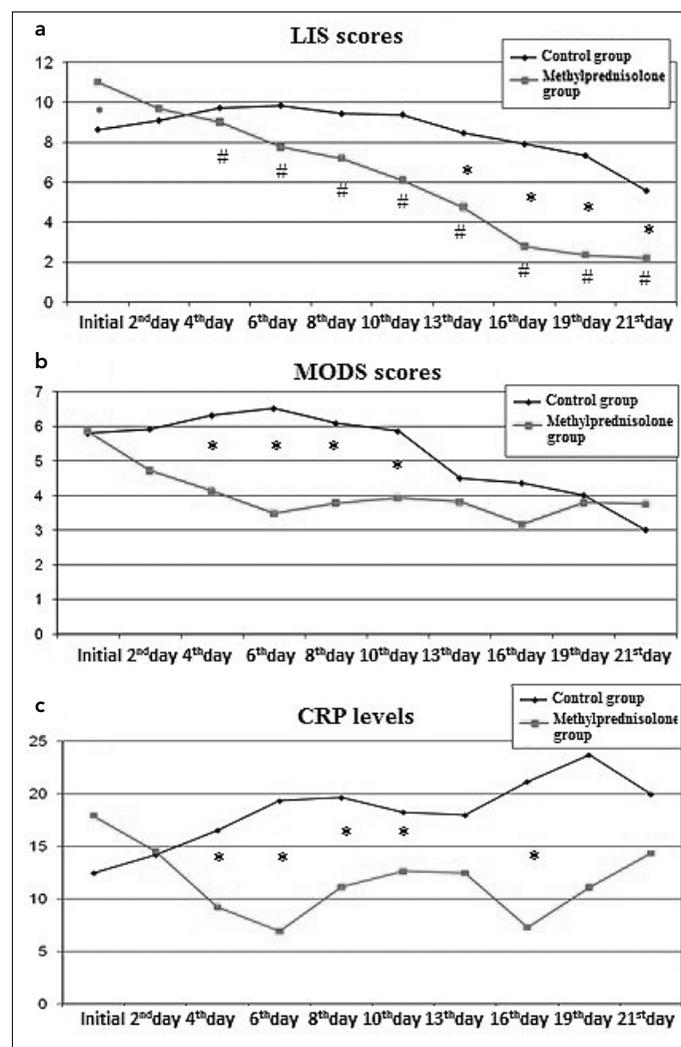 a
LIS scores
Control group
Methylprednisolone
group
12
10
8
6
4
2
0
*
# # # # # # # #
* * * *
Initial 2nd day 4th day 6th day 8th day 10th day 13th day 16th day 19th day 21st day
b
MODS scores
Control group
Methylprednisolone
group
7
6
5
4
3
2
1
0
* * * *
Initial 2nd day 4th day 6th day 8th day 10th day 13th day 16th day 19th day 21st day
c
CRP levels
Control group
Methylprednisolone
group
25
20
15
10
5
0
* * * * *
Initial 2nd day 4th day 6th day 8th day 10th day 13th day 16th day 19th day 21st day